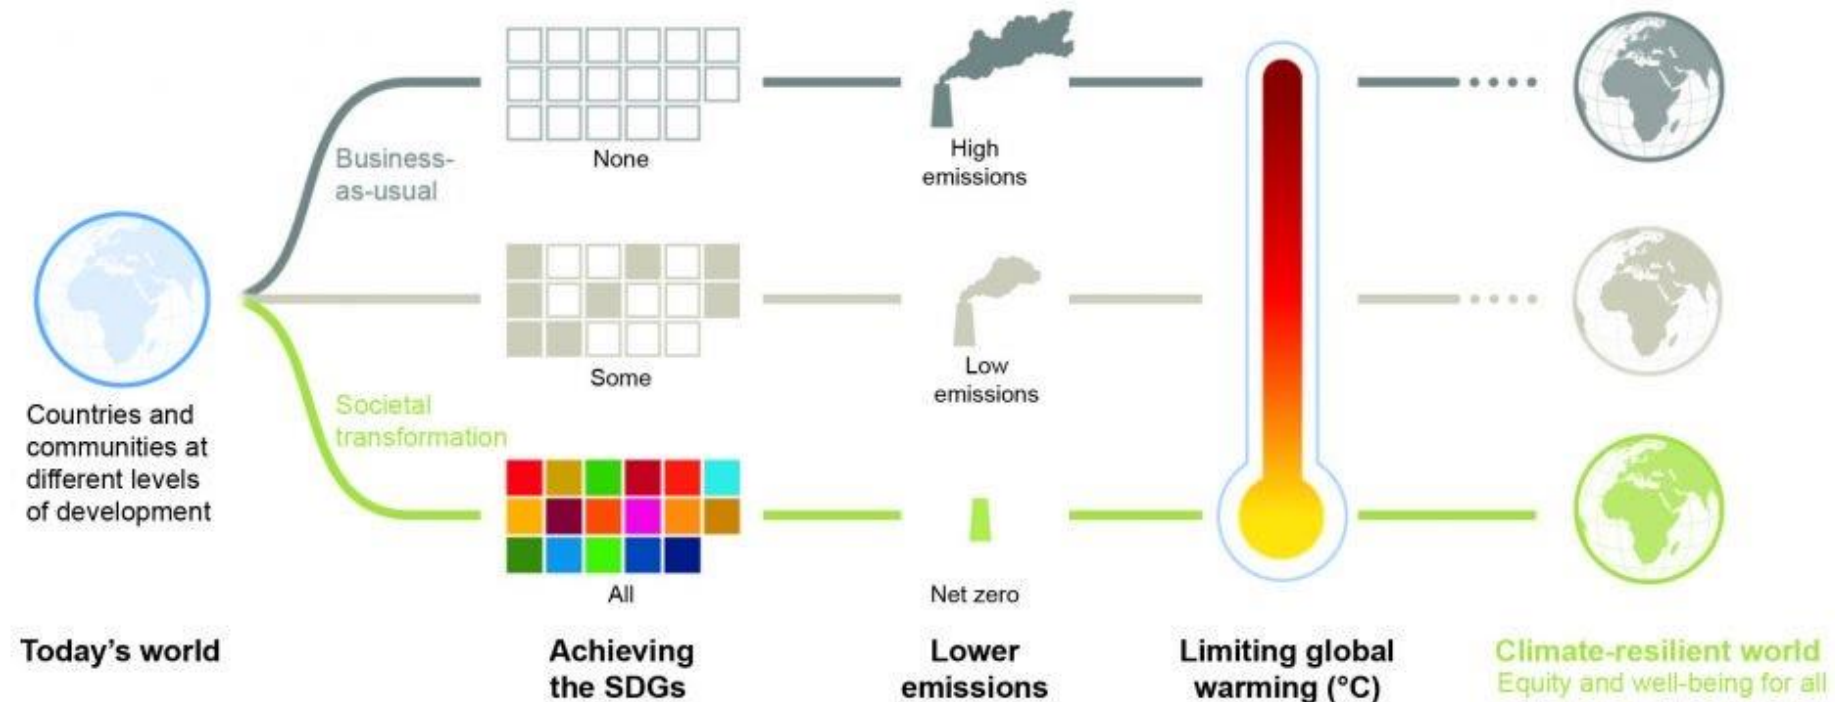 Business-
as-usual
None
High
emissions
Some
Low
emissions
Countries and
communities at
different levels
of development
Societal
transformation
All
Net zero
Today's world
Achieving
the SDGs
Lower
emissions
Limiting global
warming (°C)
Climate-resilient world
Equity and well-being for all